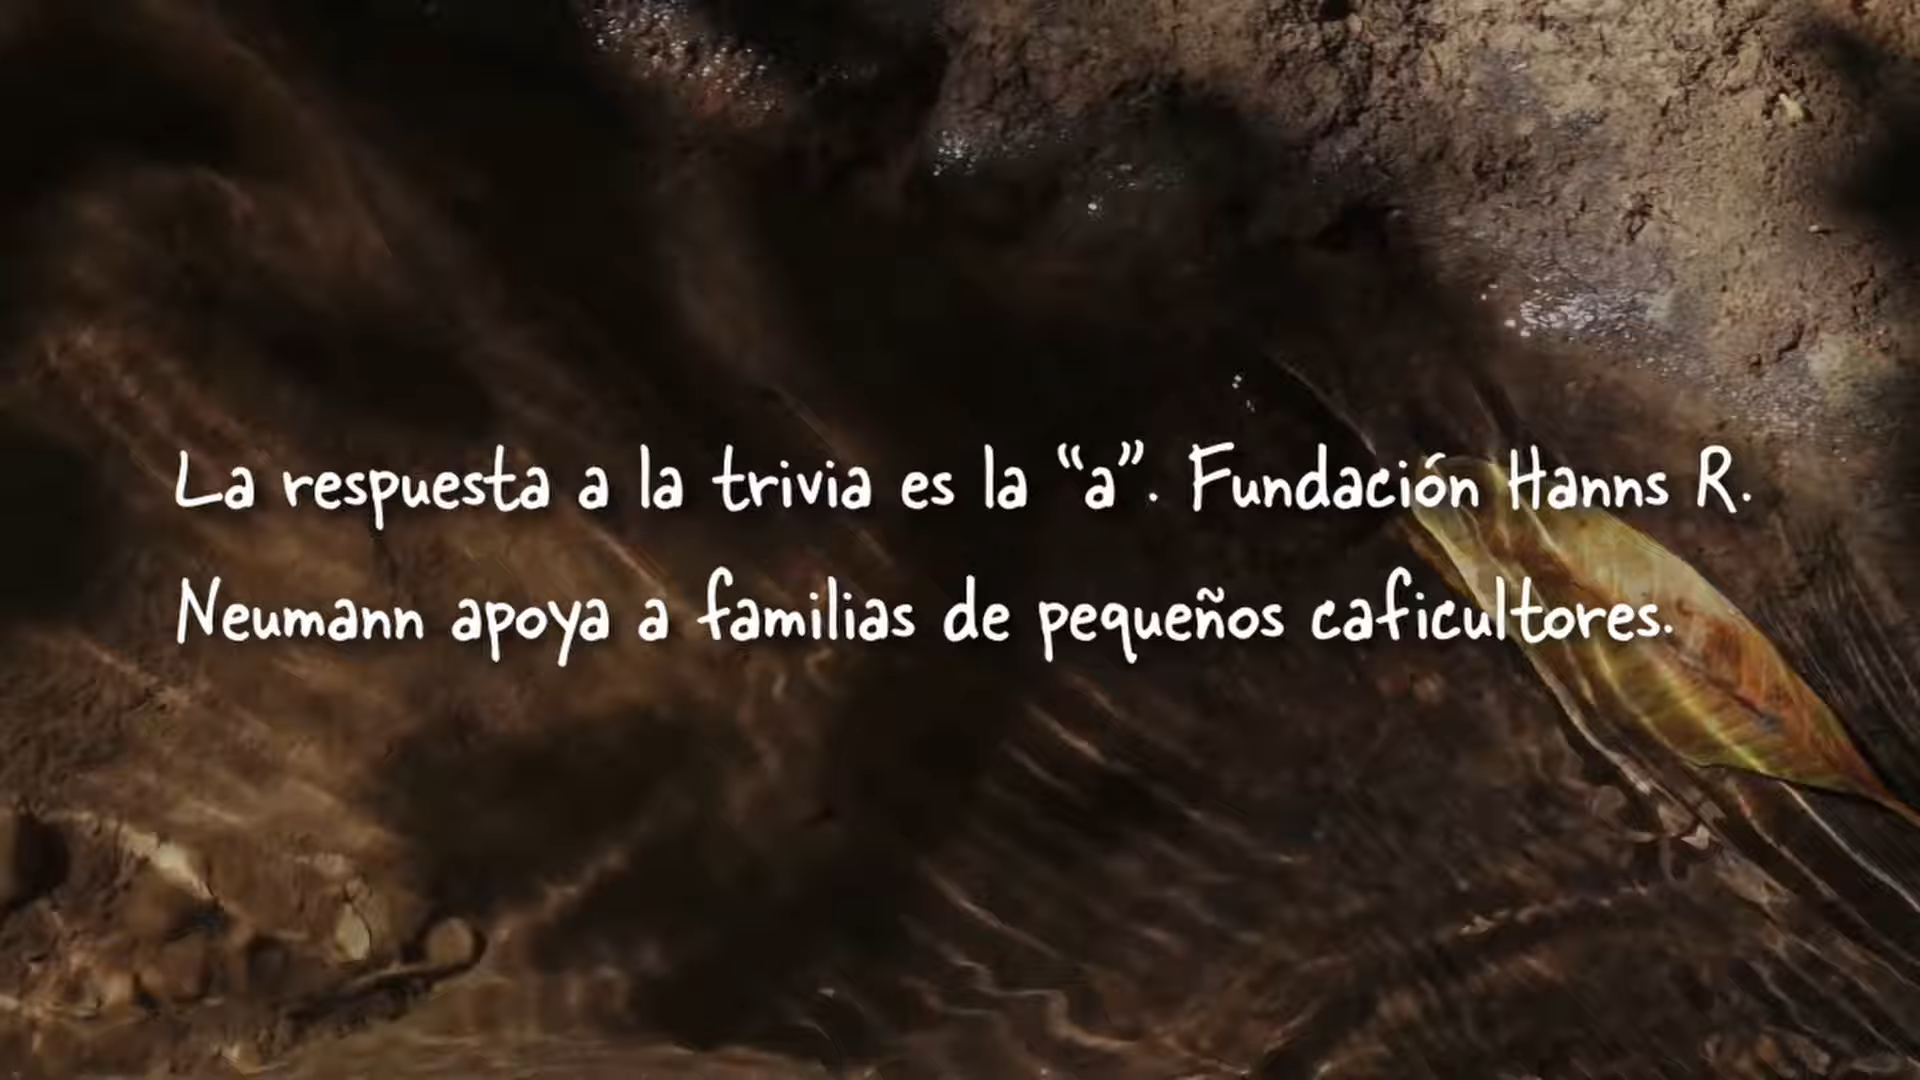 La respuesta a la trivia es la “a”. Fundación Hanns R.
Neumann apoya a familias de pequeños caficultores.